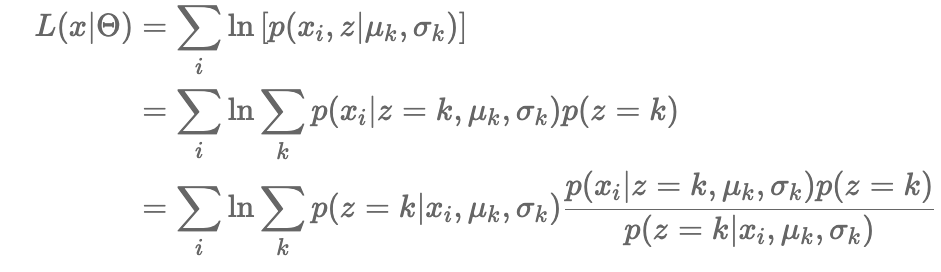 L(x|Θ) = ∑_i ln [p(x_i, z|μ_k, σ_k)]
= ∑_i ln ∑_k p(x_i|z = k, μ_k, σ_k)p(z = k)
= ∑_i ln ∑_k p(z = k|x_i, μ_k, σ_k) \frac{p(x_i|z = k, μ_k, σ_k)p(z = k)}{p(z = k|x_i, μ_k, σ_k)}